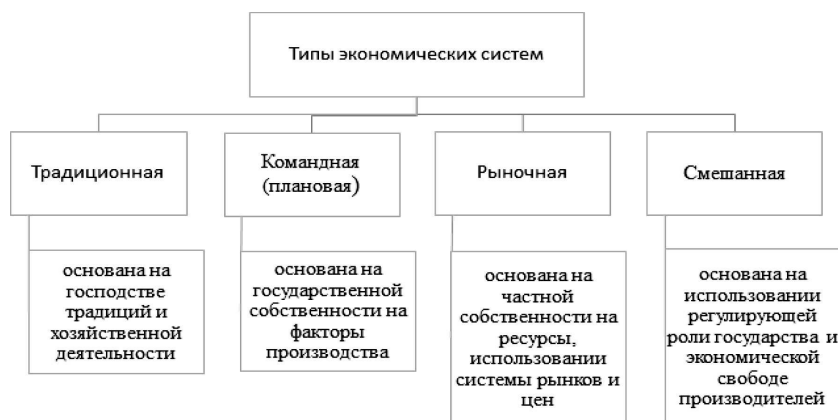 Типы экономических систем
Традиционная
Командная
(плановая)
Рыночная
Смешанная
основана на
господстве
традиций и
хозяйственной
деятельности
основана на
государственной
собственности на
факторы
производства
основана на
частной
собственности на
ресурсы,
использовании
системы рынков и
цен
основана на
использовании
регулирующей
роли государства и
экономической
свободе
производителей